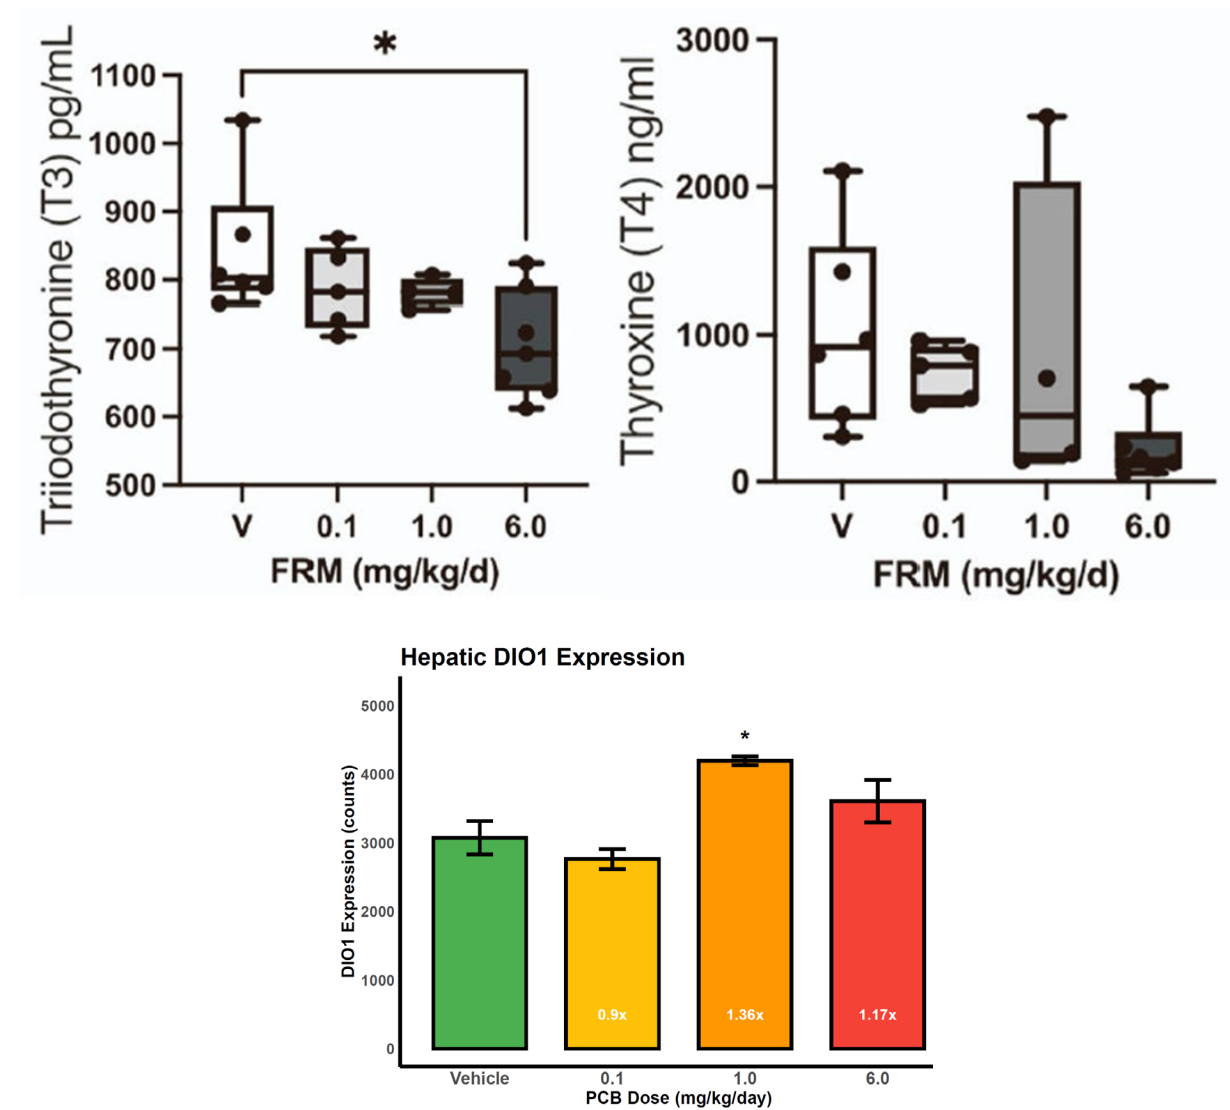 Triiodothyronine (T3) pg/mL
1100
1000
900
800
700
600
500
*
V 0.1 1.0 6.0
FRM (mg/kg/d)
Thyroxine (T4) ng/ml
3000
2000
1000
0
V 0.1 1.0 6.0
FRM (mg/kg/d)
Hepatic DIO1 Expression
DIO1 Expression (counts)
5000
4000
3000
2000
1000
0
*
0.9x 1.36x 1.17x
Vehicle 0.1 1.0 6.0
PCB Dose (mg/kg/day)